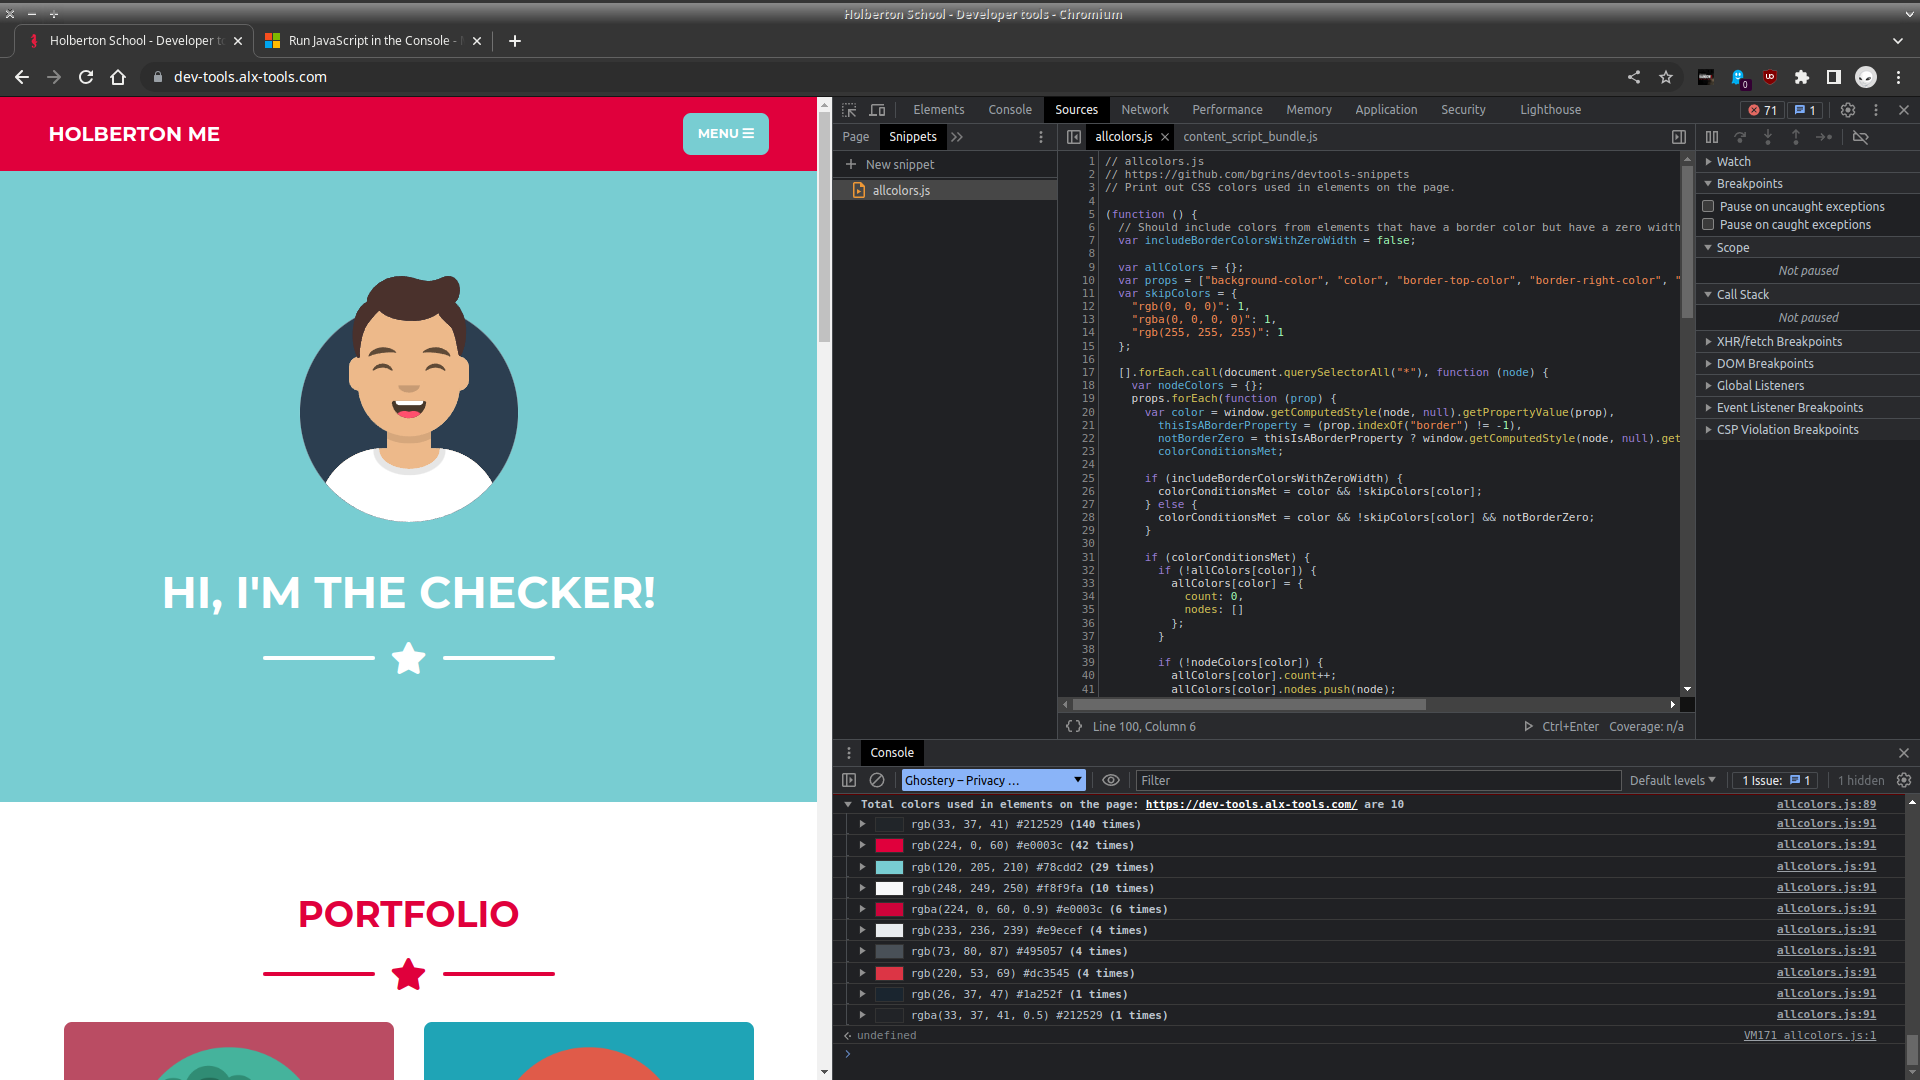 Holberton School - Developer tools - Chromium
Holberton School - Developer t
Run JavaScript in the Console -
dev-tools.alx-tools.com
0
HOLBERTON ME
MENU
HI, I'M THE CHECKER!
PORTFOLIO
Elements Console Sources Network Performance Memory Application Security Lighthouse 71 1
Page Snippets
New snippet
allcolors.js
allcolors.js content_script_bundle.js
1 // allcolors.js
2 // https://github.com/bgrins/devtools-snippets
3 // Print out CSS colors used in elements on the page.
4
5 (function () {
6 // Should include colors from elements that have a border color but have a zero width
7 var includeBorderColorsWithZeroWidth = false;
8
9 var allColors = {};
10 var props = ["background-color", "color", "border-top-color", "border-right-color", "
11 var skipColors = {
12 "rgb(0, 0, 0)": 1,
13 "rgba(0, 0, 0, 0)": 1,
14 "rgb(255, 255, 255)": 1
15 };
16
17 [].forEach.call(document.querySelectorAll("*"), function (node) {
18 var nodeColors = {};
19 props.forEach(function (prop) {
20 var color = window.getComputedStyle(node, null).getPropertyValue(prop),
21 thisIsABorderProperty = (prop.indexOf("border") != -1),
22 notBorderZero = thisIsABorderProperty ? window.getComputedStyle(node, null).get
23 colorConditionsMet;
24
25 if (includeBorderColorsWithZeroWidth) {
26 colorConditionsMet = color && !skipColors[color];
27 } else {
28 colorConditionsMet = color && !skipColors[color] && notBorderZero;
29 }
30
31 if (colorConditionsMet) {
32 if (!allColors[color]) {
33 allColors[color] = {
34 count: 0,
35 nodes: []
36 };
37 }
38
39 if (!nodeColors[color]) {
40 allColors[color].count++;
41 allColors[color].nodes.push(node);
Line 100, Column 6
Ctrl+Enter Coverage: n/a
Watch
Breakpoints
Pause on uncaught exceptions
Pause on caught exceptions
Scope
Not paused
Call Stack
Not paused
XHR/fetch Breakpoints
DOM Breakpoints
Global Listeners
Event Listener Breakpoints
CSP Violation Breakpoints
Console
Ghostery – Privacy ... Filter Default levels 1 Issue: 1 1 hidden
Total colors used in elements on the page: https://dev-tools.alx-tools.com/ are 10 allcolors.js:89
rgb(33, 37, 41) #212529 (140 times) allcolors.js:91
rgb(224, 0, 60) #e0003c (42 times) allcolors.js:91
rgb(120, 205, 210) #78cdd2 (29 times) allcolors.js:91
rgb(248, 249, 250) #f8f9fa (10 times) allcolors.js:91
rgba(224, 0, 60, 0.9) #e0003c (6 times) allcolors.js:91
rgb(233, 236, 239) #e9ecef (4 times) allcolors.js:91
rgb(73, 80, 87) #495057 (4 times) allcolors.js:91
rgb(220, 53, 69) #dc3545 (4 times) allcolors.js:91
rgb(26, 37, 47) #1a252f (1 times) allcolors.js:91
rgba(33, 37, 41, 0.5) #212529 (1 times) allcolors.js:91
undefined VM171 allcolors.js:1